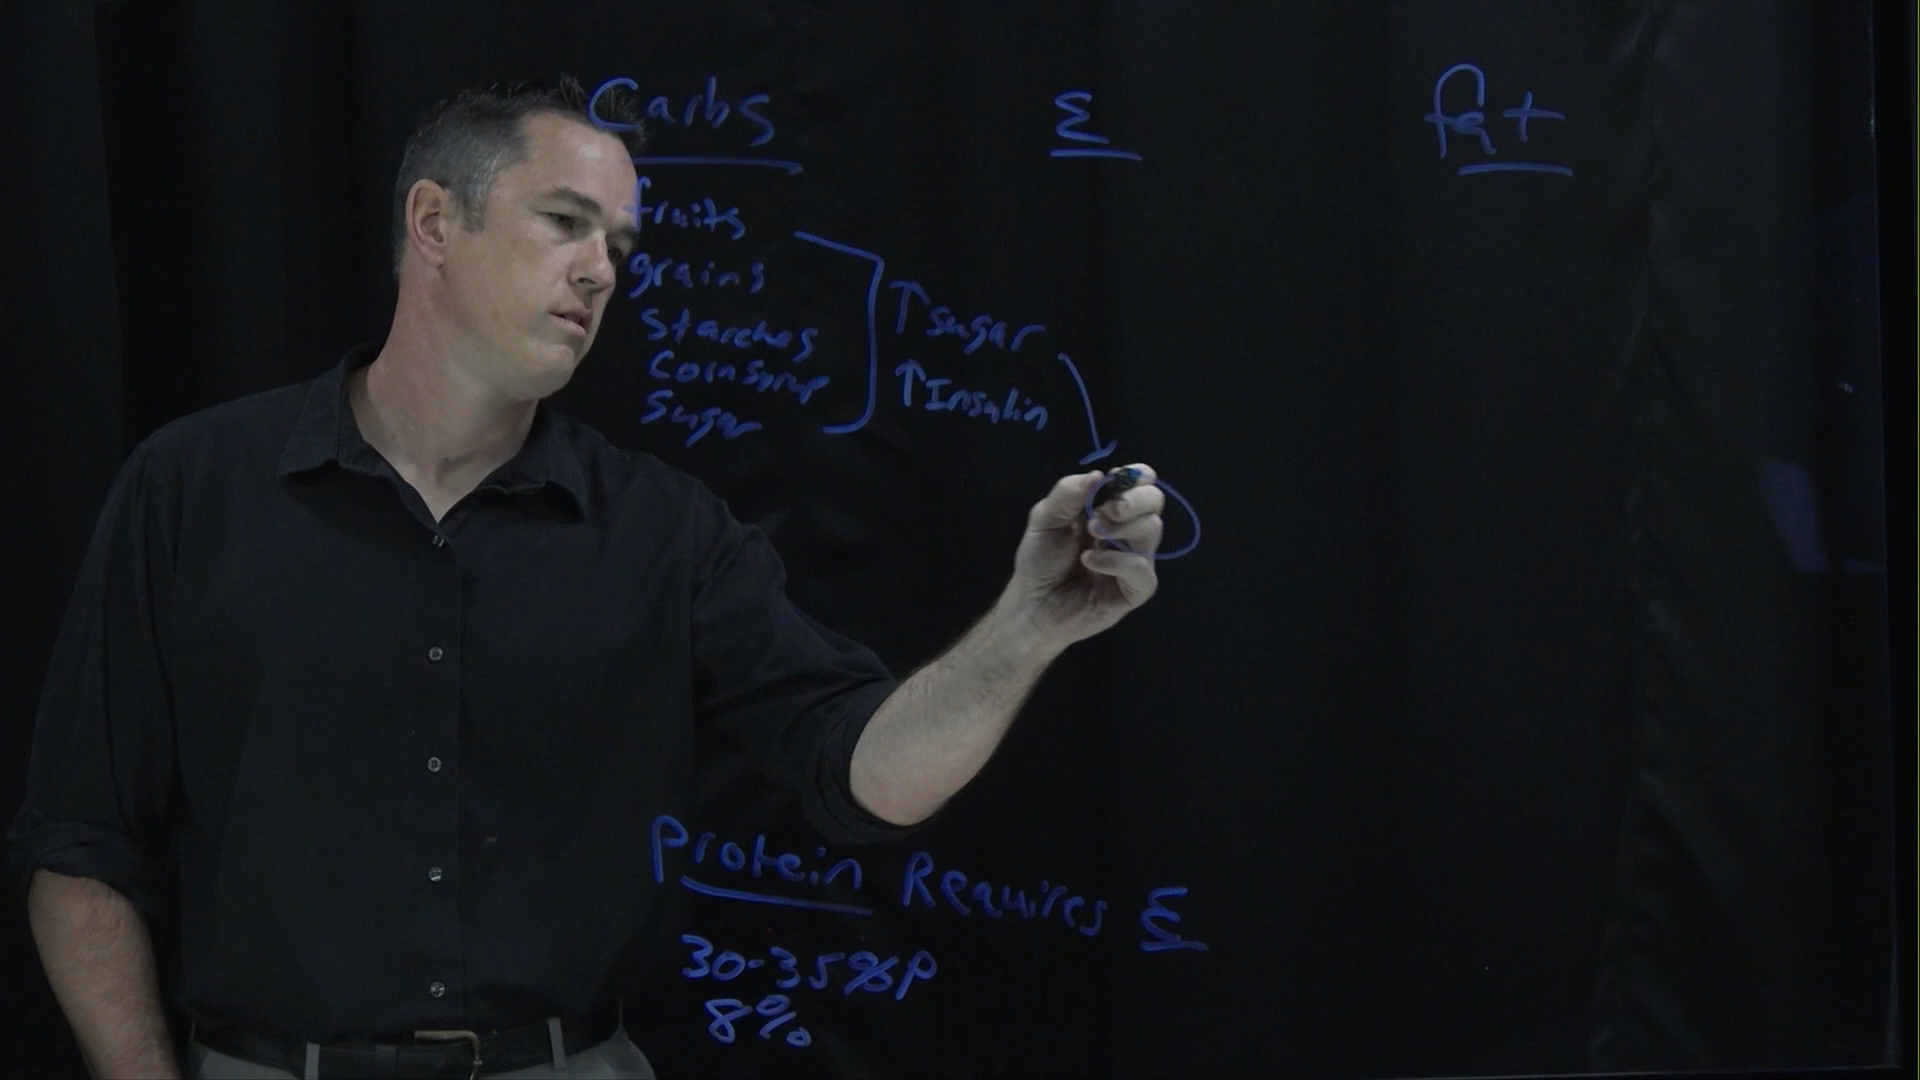 Carbs Σ fat
fruits
grains
Starches
Corn Syrup
Sugar
↑ sugar
↑ Insulin
Protein Requires Σ
30-35% P
8%